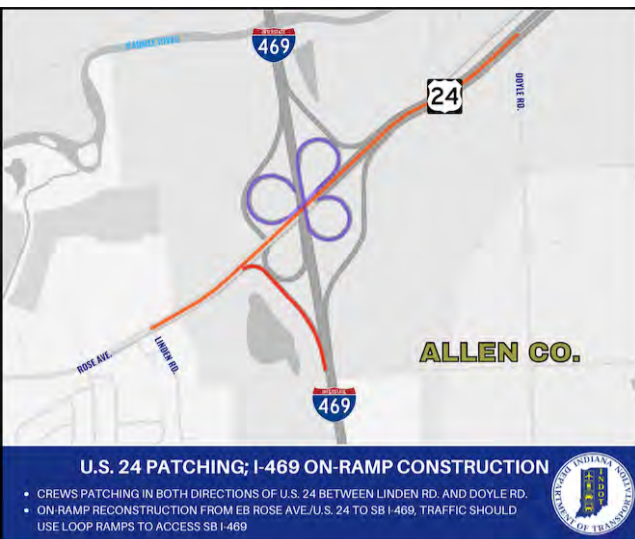 MAUMEE RIVER
INTERSTATE
469
24
DOYLE RD.
ROSE AVE.
LINDEN RD.
ALLEN CO.
INTERSTATE
469
U.S. 24 PATCHING; I-469 ON-RAMP CONSTRUCTION
• CREWS PATCHING IN BOTH DIRECTIONS OF U.S. 24 BETWEEN LINDEN RD. AND DOYLE RD.
• ON-RAMP RECONSTRUCTION FROM EB ROSE AVE./U.S. 24 TO SB I-469, TRAFFIC SHOULD
USE LOOP RAMPS TO ACCESS SB I-469
INDIANA DEPARTMENT OF TRANSPORTATION
INDOT